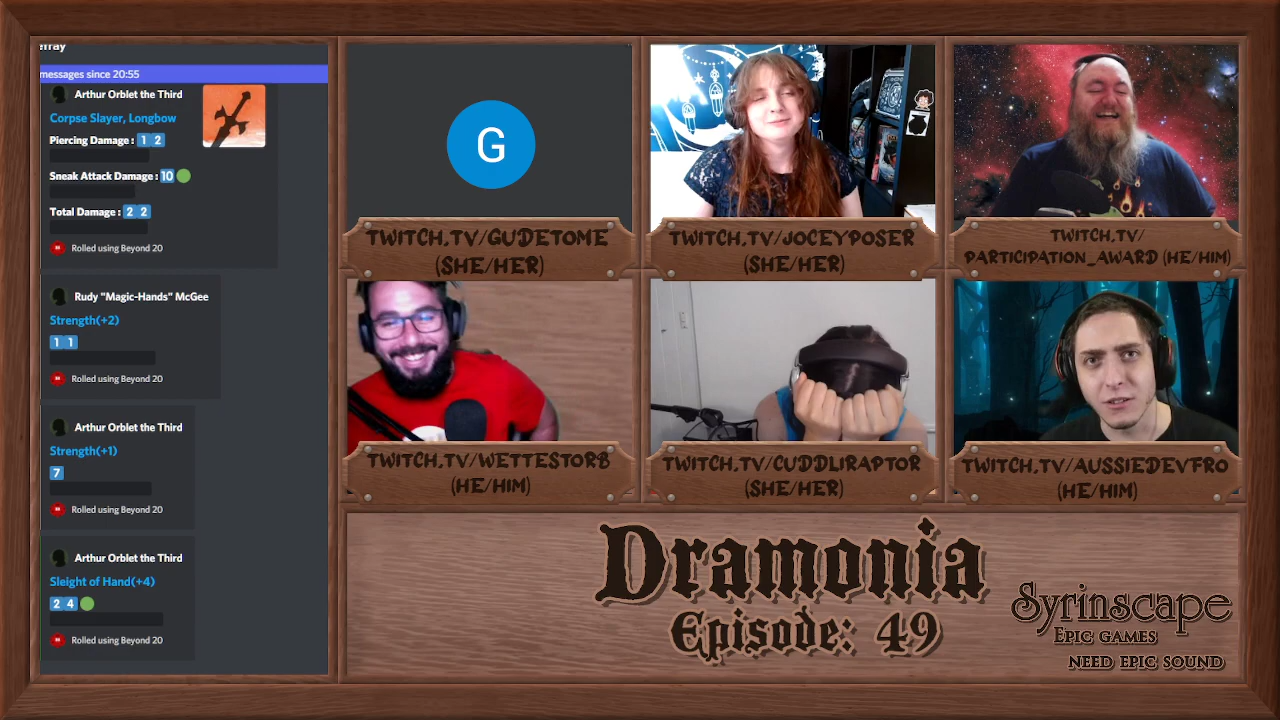 messages since 20:55
Arthur Orblet the Third
Corpse Slayer, Longbow
Piercing Damage : 1 2
Sneak Attack Damage : 10
Total Damage : 2 2
Rolled using Beyond 20
Rudy "Magic-Hands" McGee
Strength(+2)
1 1
Rolled using Beyond 20
Arthur Orblet the Third
Strength(+1)
7
Rolled using Beyond 20
Arthur Orblet the Third
Sleight of Hand(+4)
2 4
Rolled using Beyond 20
G
TWITCH.TV/GUDETOME
(SHE/HER)
TWITCH.TV/JOCEYPOSER
(SHE/HER)
TWITCH.TV/
PARTICIPATION_AWARD (HE/HIM)
TWITCH.TV/WETTESTOR8
(HE/HIM)
TWITCH.TV/CUDDLIRAPTOR
(SHE/HER)
TWITCH.TV/AUSSIEDEVFRO
(HE/HIM)
Dramonia
Episode: 49
Syrinscape
EPIC GAMES
NEED EPIC SOUND